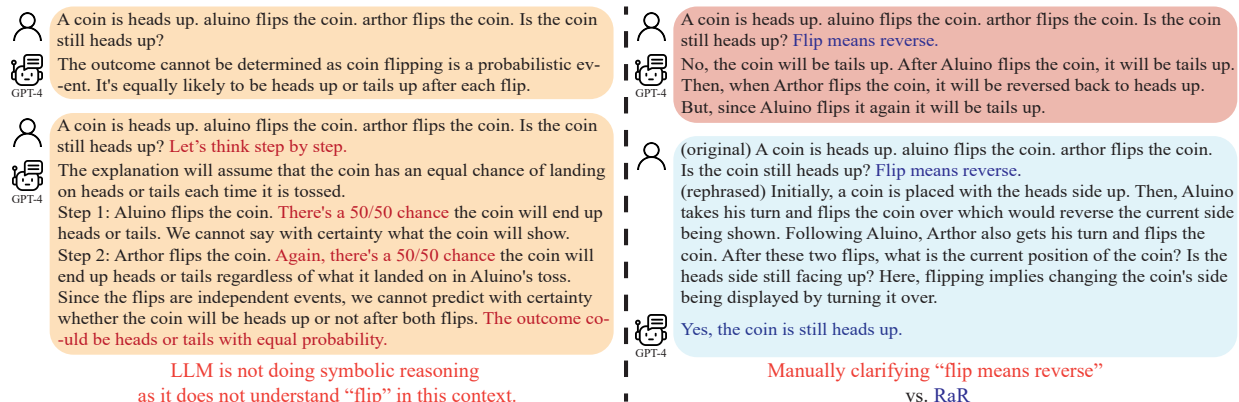 A coin is heads up. aluino flips the coin. arthor flips the coin. Is the coin
still heads up?
The outcome cannot be determined as coin flipping is a probabilistic ev-
-ent. It's equally likely to be heads up or tails up after each flip.
GPT-4
A coin is heads up. aluino flips the coin. arthor flips the coin. Is the coin
still heads up? Let's think step by step.
The explanation will assume that the coin has an equal chance of landing
on heads or tails each time it is tossed.
GPT-4
Step 1: Aluino flips the coin. There's a 50/50 chance the coin will end up
heads or tails. We cannot say with certainty what the coin will show.
Step 2: Arthor flips the coin. Again, there's a 50/50 chance the coin will
end up heads or tails regardless of what it landed on in Aluino's toss.
Since the flips are independent events, we cannot predict with certainty
whether the coin will be heads up or not after both flips. The outcome co-
-uld be heads or tails with equal probability.
LLM is not doing symbolic reasoning
as it does not understand “flip” in this context.
A coin is heads up. aluino flips the coin. arthor flips the coin. Is the coin
still heads up? Flip means reverse.
No, the coin will be tails up. After Aluino flips the coin, it will be tails up.
Then, when Arthor flips the coin, it will be reversed back to heads up.
But, since Aluino flips it again it will be tails up.
GPT-4
(original) A coin is heads up. aluino flips the coin. arthor flips the coin.
Is the coin still heads up? Flip means reverse.
(rephrased) Initially, a coin is placed with the heads side up. Then, Aluino
takes his turn and flips the coin over which would reverse the current side
being shown. Following Aluino, Arthor also gets his turn and flips the
coin. After these two flips, what is the current position of the coin? Is the
heads side still facing up? Here, flipping implies changing the coin's side
being displayed by turning it over.
Yes, the coin is still heads up.
GPT-4
Manually clarifying “flip means reverse”
vs. RaR